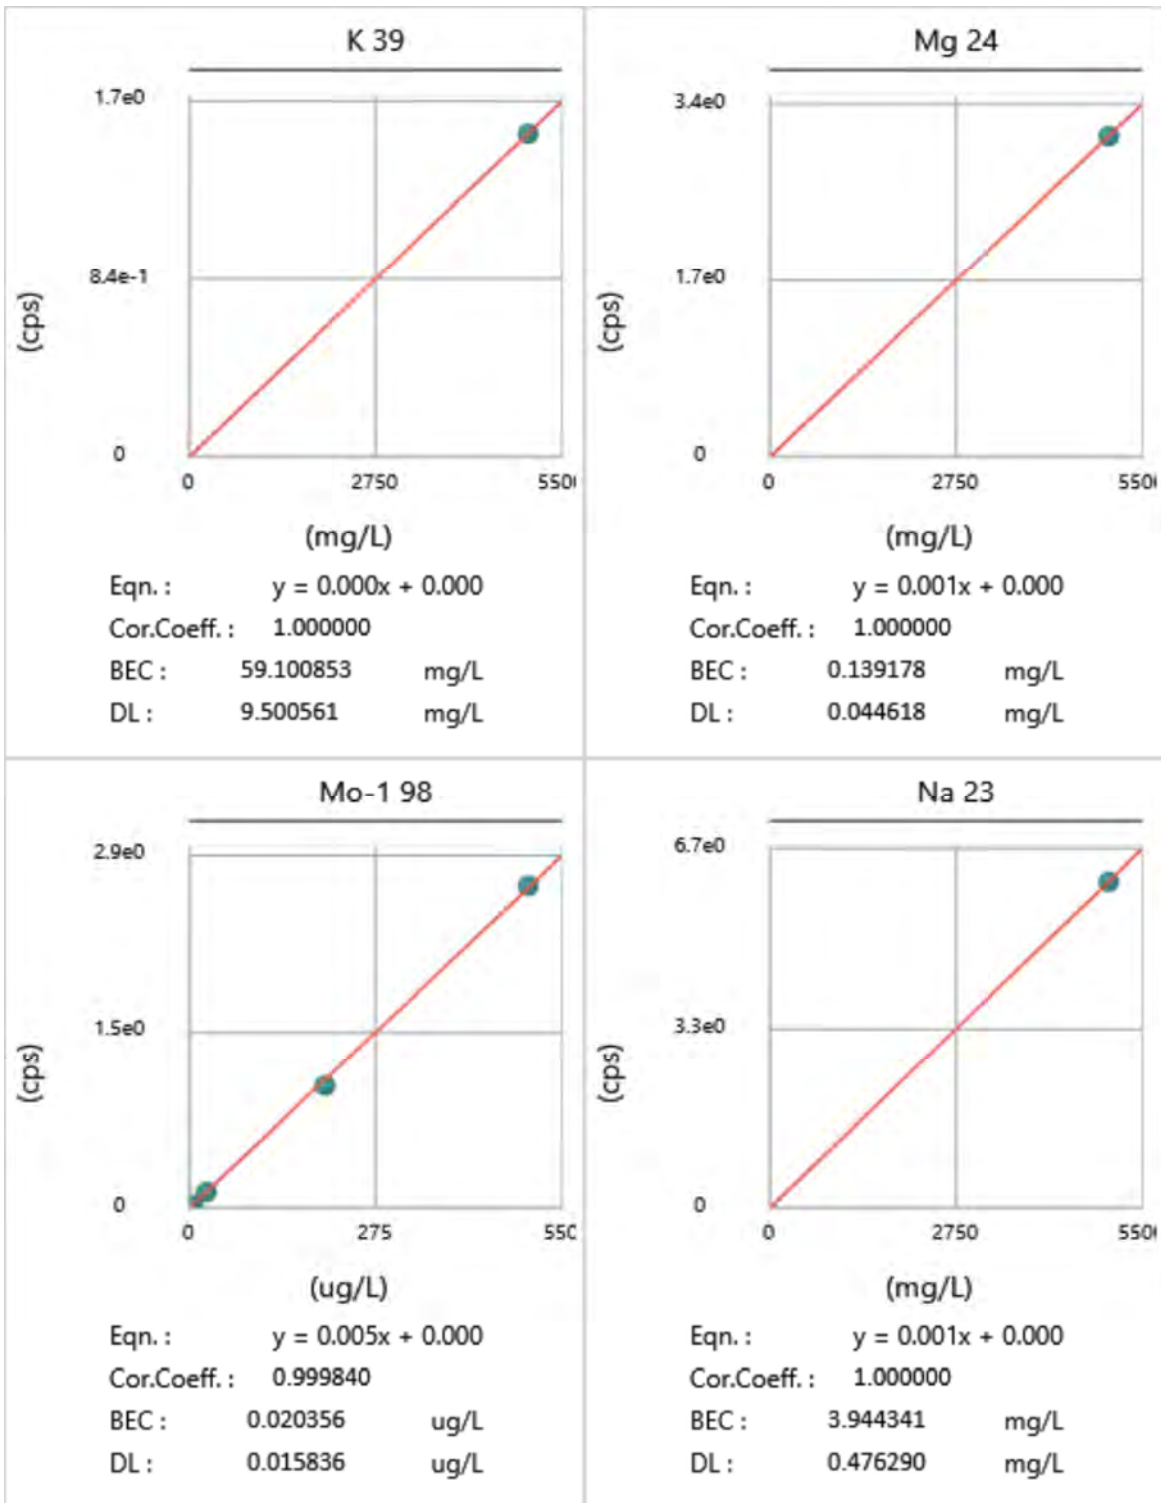 K 39
1.7e0
8.4e-1
0
(cps)
0 2750 550
(mg/L)
Eqn. : y = 0.000x + 0.000
Cor.Coeff. : 1.000000
BEC : 59.100853 mg/L
DL : 9.500561 mg/L
Mg 24
3.4e0
1.7e0
0
(cps)
0 2750 550
(mg/L)
Eqn. : y = 0.001x + 0.000
Cor.Coeff. : 1.000000
BEC : 0.139178 mg/L
DL : 0.044618 mg/L
Mo-1 98
2.9e0
1.5e0
0
(cps)
0 275 550
(ug/L)
Eqn. : y = 0.005x + 0.000
Cor.Coeff. : 0.999840
BEC : 0.020356 ug/L
DL : 0.015836 ug/L
Na 23
6.7e0
3.3e0
0
(cps)
0 2750 550
(mg/L)
Eqn. : y = 0.001x + 0.000
Cor.Coeff. : 1.000000
BEC : 3.944341 mg/L
DL : 0.476290 mg/L